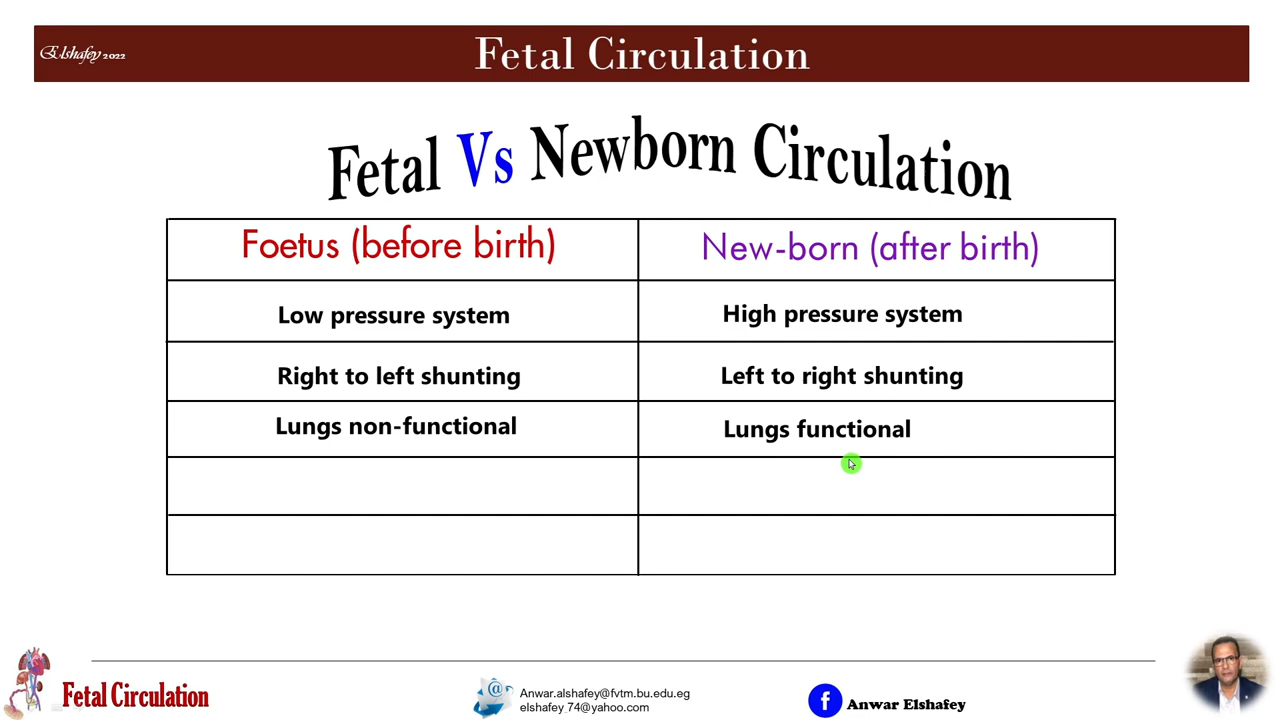 Elshafey 2022
Fetal Circulation
Fetal Vs Newborn Circulation
Foetus (before birth)
New-born (after birth)
Low pressure system
High pressure system
Right to left shunting
Left to right shunting
Lungs non-functional
Lungs functional
Fetal Circulation
Anwar.alshafey@fvtm.bu.edu.eg
elshafey_74@yahoo.com
f
Anwar Elshafey